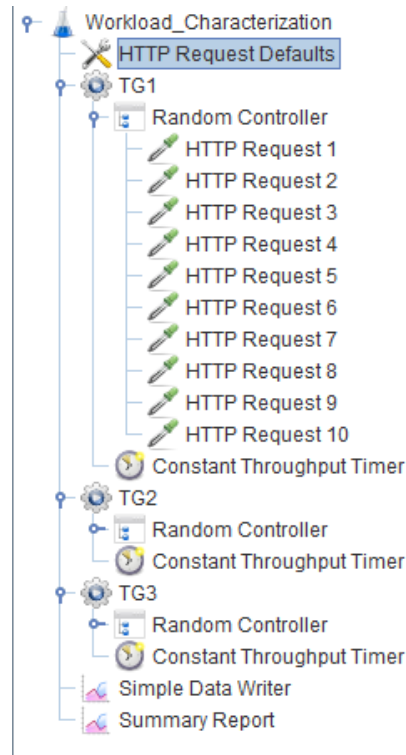 Workload_Characterization
HTTP Request Defaults
TG1
Random Controller
HTTP Request 1
HTTP Request 2
HTTP Request 3
HTTP Request 4
HTTP Request 5
HTTP Request 6
HTTP Request 7
HTTP Request 8
HTTP Request 9
HTTP Request 10
Constant Throughput Timer
TG2
Random Controller
Constant Throughput Timer
TG3
Random Controller
Constant Throughput Timer
Simple Data Writer
Summary Report